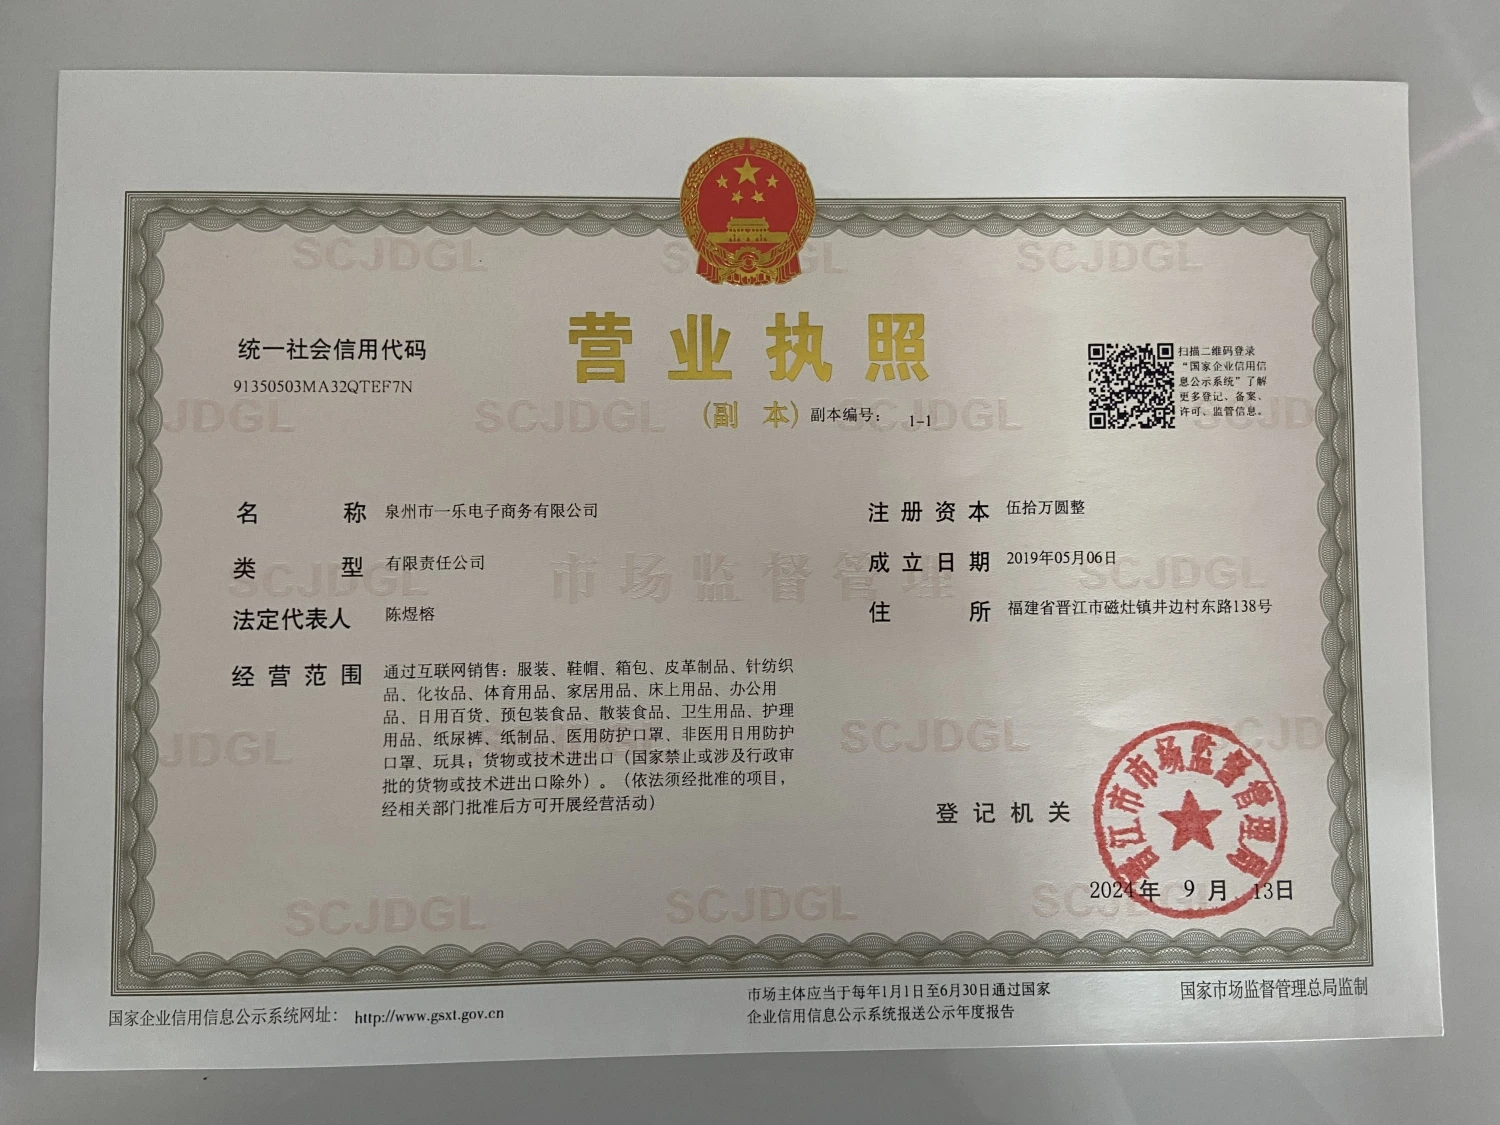 营业执照
（副 本）副本编号： 1-1
统一社会信用代码
91350503MA32QTEF7N
扫描二维码登录
“国家企业信用信
息公示系统”了解
更多登记、备案、
许可、监管信息。
名 称 泉州市一乐电子商务有限公司
类 型 有限责任公司
法定代表人 陈煜榕
经营范围 通过互联网销售：服装、鞋帽、箱包、皮革制品、针纺织
品、化妆品、体育用品、家居用品、床上用品、办公用
品、日用百货、预包装食品、散装食品、卫生用品、护理
用品、纸尿裤、纸制品、医用防护口罩、非医用日用防护
口罩、玩具；货物或技术进出口（国家禁止或涉及行政审
批的货物或技术进出口除外）。（依法须经批准的项目，
经相关部门批准后方可开展经营活动）
注册资本 伍拾万圆整
成立日期 2019年05月06日
住 所 福建省晋江市磁灶镇井边村东路138号
登记机关
晋江市市场监督管理局
2024年 9月 13日
SCJDGL
市场监督管理
国家企业信用信息公示系统网址： http://www.gsxt.gov.cn
市场主体应当于每年1月1日至6月30日通过国家
企业信用信息公示系统报送公示年度报告
国家市场监督管理总局监制